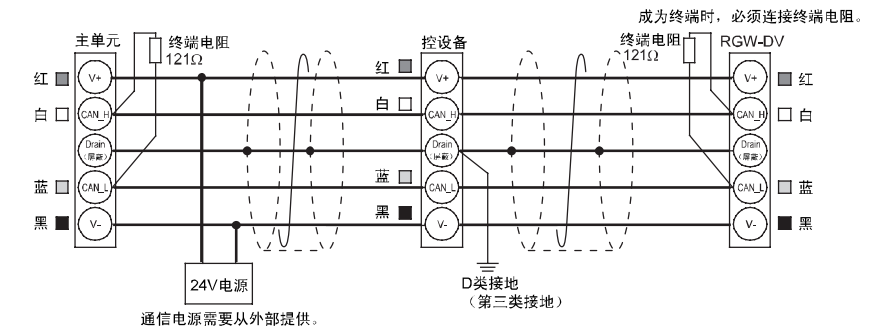 成为终端时，必须连接终端电阻。
主单元
终端电阻
121Ω
控设备
终端电阻
121Ω
RGW-DV
红
V+
红
V+
V+
红
白
CAN_H
白
CAN_H
CAN_H
白
Drain
（屏蔽）
Drain
（屏蔽）
Drain
（屏蔽）
蓝
CAN_L
蓝
CAN_L
CAN_L
蓝
黑
V-
黑
V-
V-
黑
24V电源
D类接地
（第三类接地）
通信电源需要从外部提供。